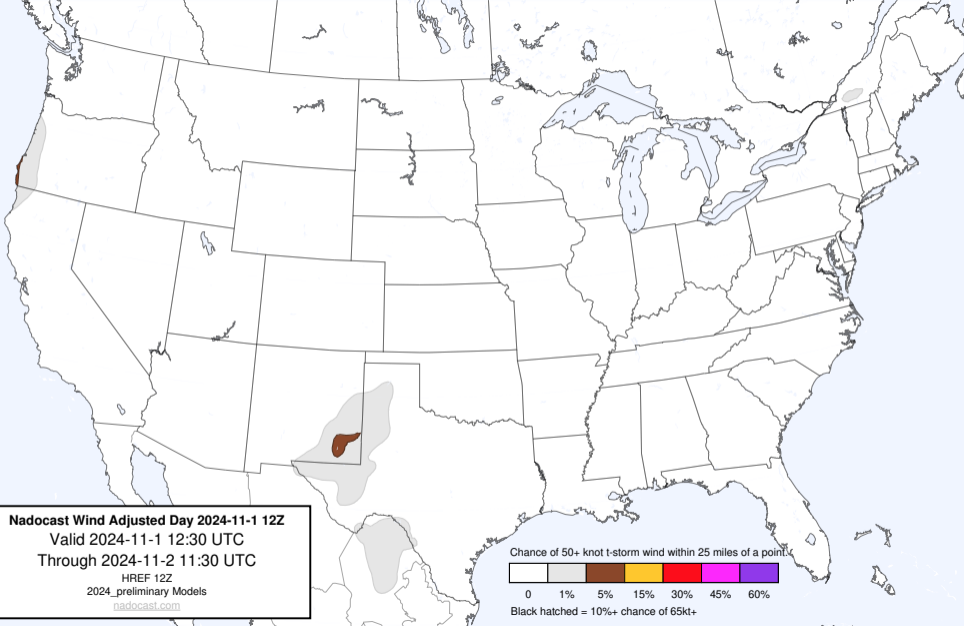 Nadocast Wind Adjusted Day 2024-11-1 12Z
Valid 2024-11-1 12:30 UTC
Through 2024-11-2 11:30 UTC
HREF 12Z
2024_preliminary Models
nadocast.com
Chance of 50+ knot t-storm wind within 25 miles of a point.
0 1% 5% 15% 30% 45% 60%
Black hatched = 10%+ chance of 65kt+